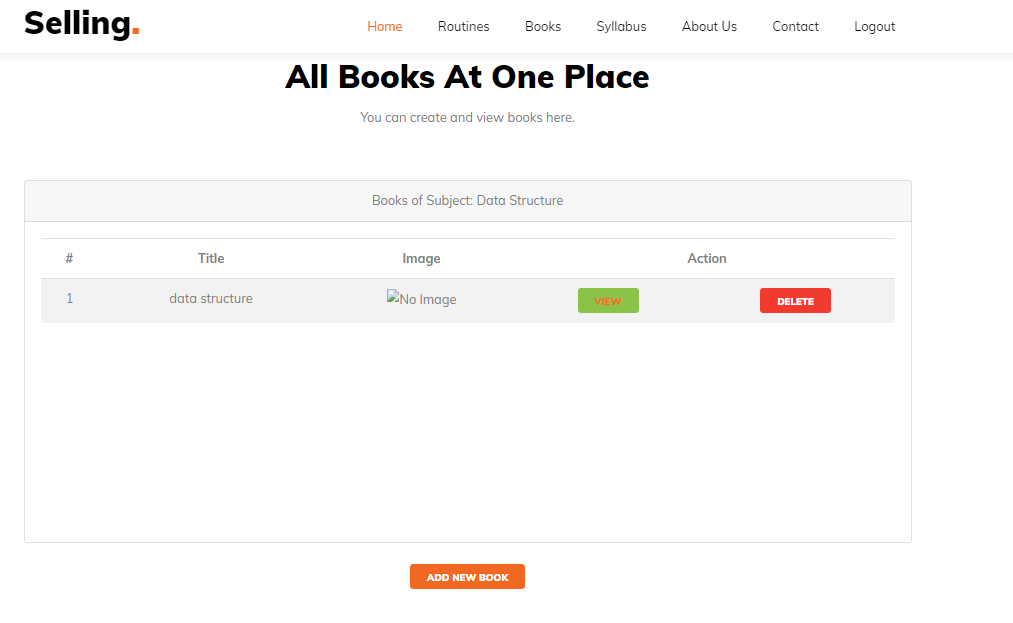 Selling.
Home Routines Books Syllabus About Us Contact Logout
All Books At One Place
You can create and view books here.
Books of Subject: Data Structure
# Title Image Action
1 data structure No Image VIEW DELETE
ADD NEW BOOK